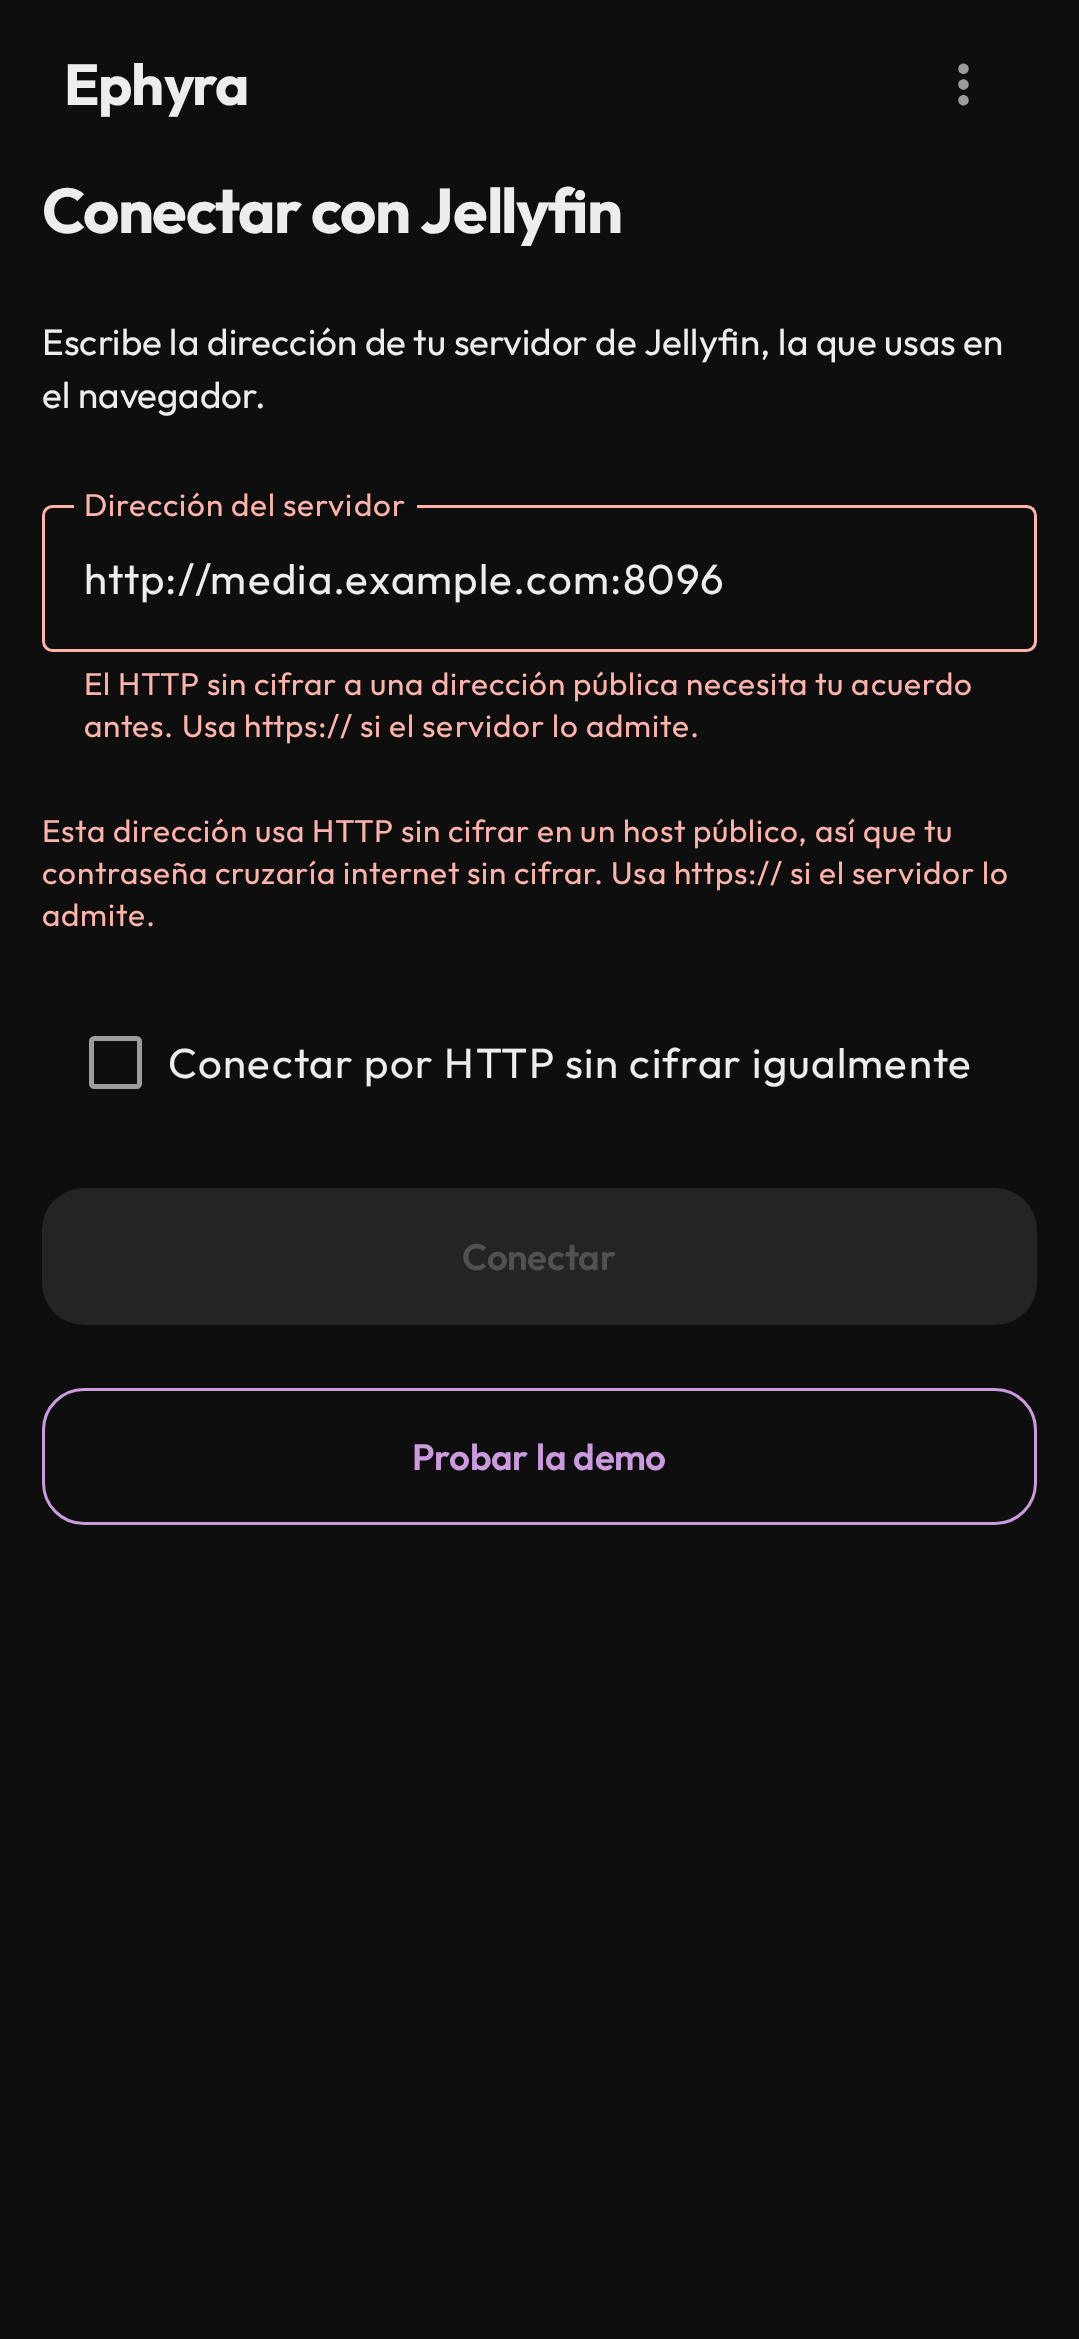 Ephyra
Conectar con Jellyfin
Escribe la dirección de tu servidor de Jellyfin, la que usas en
el navegador.
Dirección del servidor
http://media.example.com:8096
El HTTP sin cifrar a una dirección pública necesita tu acuerdo
antes. Usa https:// si el servidor lo admite.
Esta dirección usa HTTP sin cifrar en un host público, así que tu
contraseña cruzaría internet sin cifrar. Usa https:// si el servidor lo
admite.
Conectar por HTTP sin cifrar igualmente
Conectar
Probar la demo